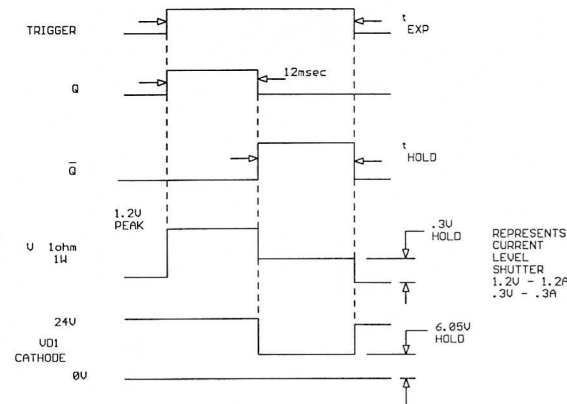 TRIGGER
t
EXP
Q
12msec
Q
t
HOLD
1.2V
PEAK
V 1ohm
1W
.3V
HOLD
REPRESENTS
CURRENT
LEVEL
SHUTTER
1.2V - 1.2A
.3V - .3A
24V
VD1
CATHODE
6.05V
HOLD
0V